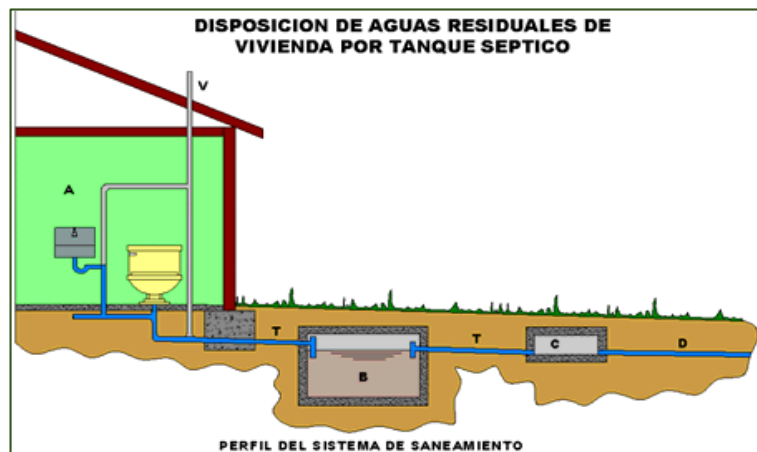 DISPOSICION DE AGUAS RESIDUALES DE
VIVIENDA POR TANQUE SEPTICO
V
A
T
T
C
D
B
PERFIL DEL SISTEMA DE SANEAMIENTO